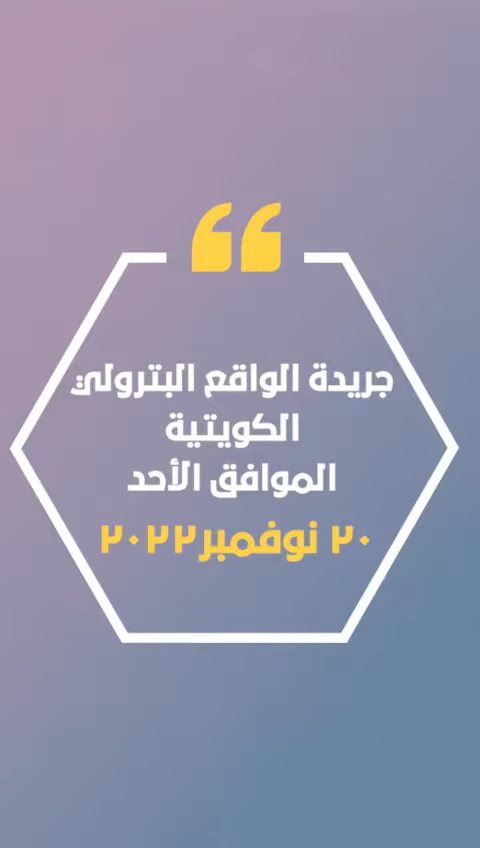 جريدة الواقع البترولي
الكويتية
الموافق الأحد
٢٠ نوفمبر٢٠٢٢